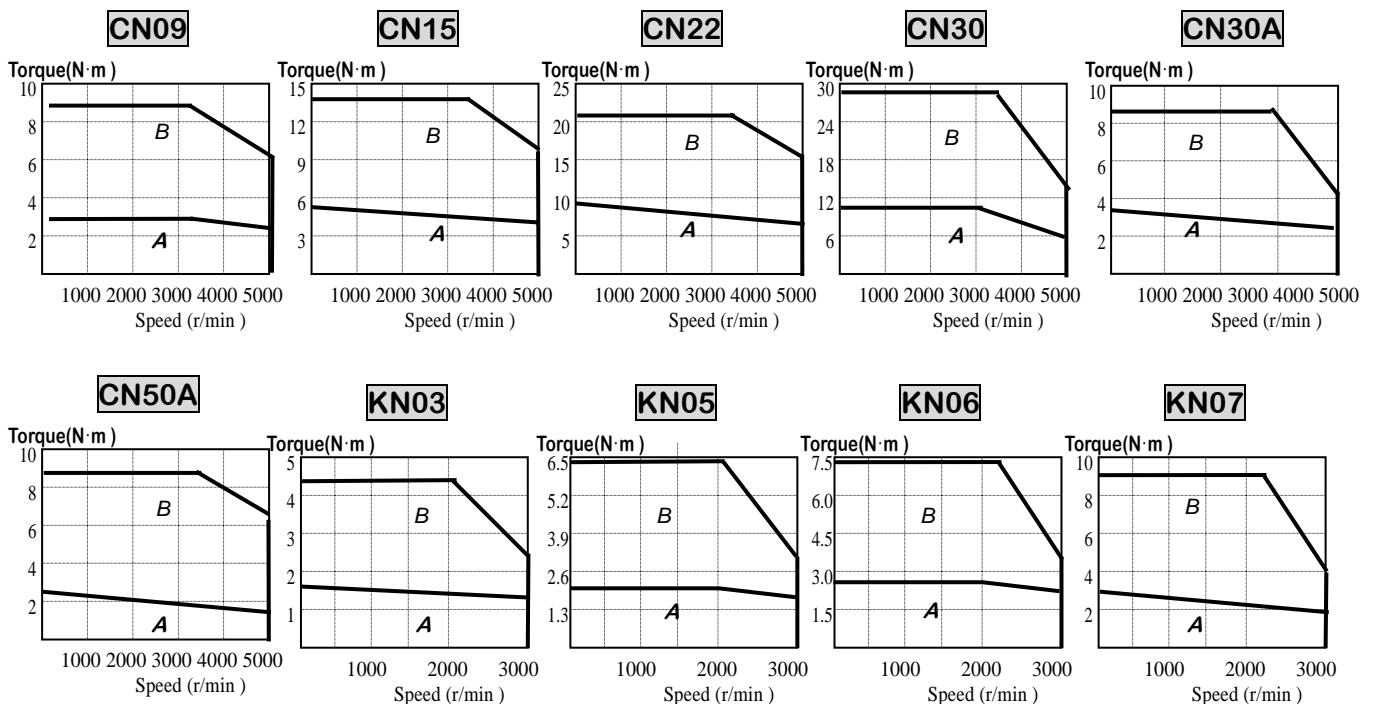 CN09 CN15 CN22 CN30 CN30A
Torque(N·m ) Torque(N·m ) Torque(N·m ) Torque(N·m ) Torque(N·m )
10 15 25 30 10
8 12 20 24 8
B B B B B
6 9 15 18 6
4 6 10 12 4
A A A A A
2 3 5 6 2
1000 2000 3000 4000 5000 1000 2000 3000 4000 5000 1000 2000 3000 4000 5000 1000 2000 3000 4000 5000 1000 2000 3000 4000 5000
Speed (r/min ) Speed (r/min ) Speed (r/min ) Speed (r/min ) Speed (r/min )
CN50A KN03 KN05 KN06 KN07
Torque(N·m ) Torque(N·m ) Torque(N·m ) Torque(N·m ) Torque(N·m )
10 5 6.5 7.5 10
8 4 5.2 6.0 8
B B B B B
6 3 3.9 4.5 6
4 2 2.6 3.0 4
2 1 1.3 1.5 2
A A A A A
1000 2000 3000 4000 5000 1000 2000 3000 1000 2000 3000 1000 2000 3000 1000 2000 3000
Speed (r/min ) Speed (r/min ) Speed (r/min ) Speed (r/min ) Speed (r/min )